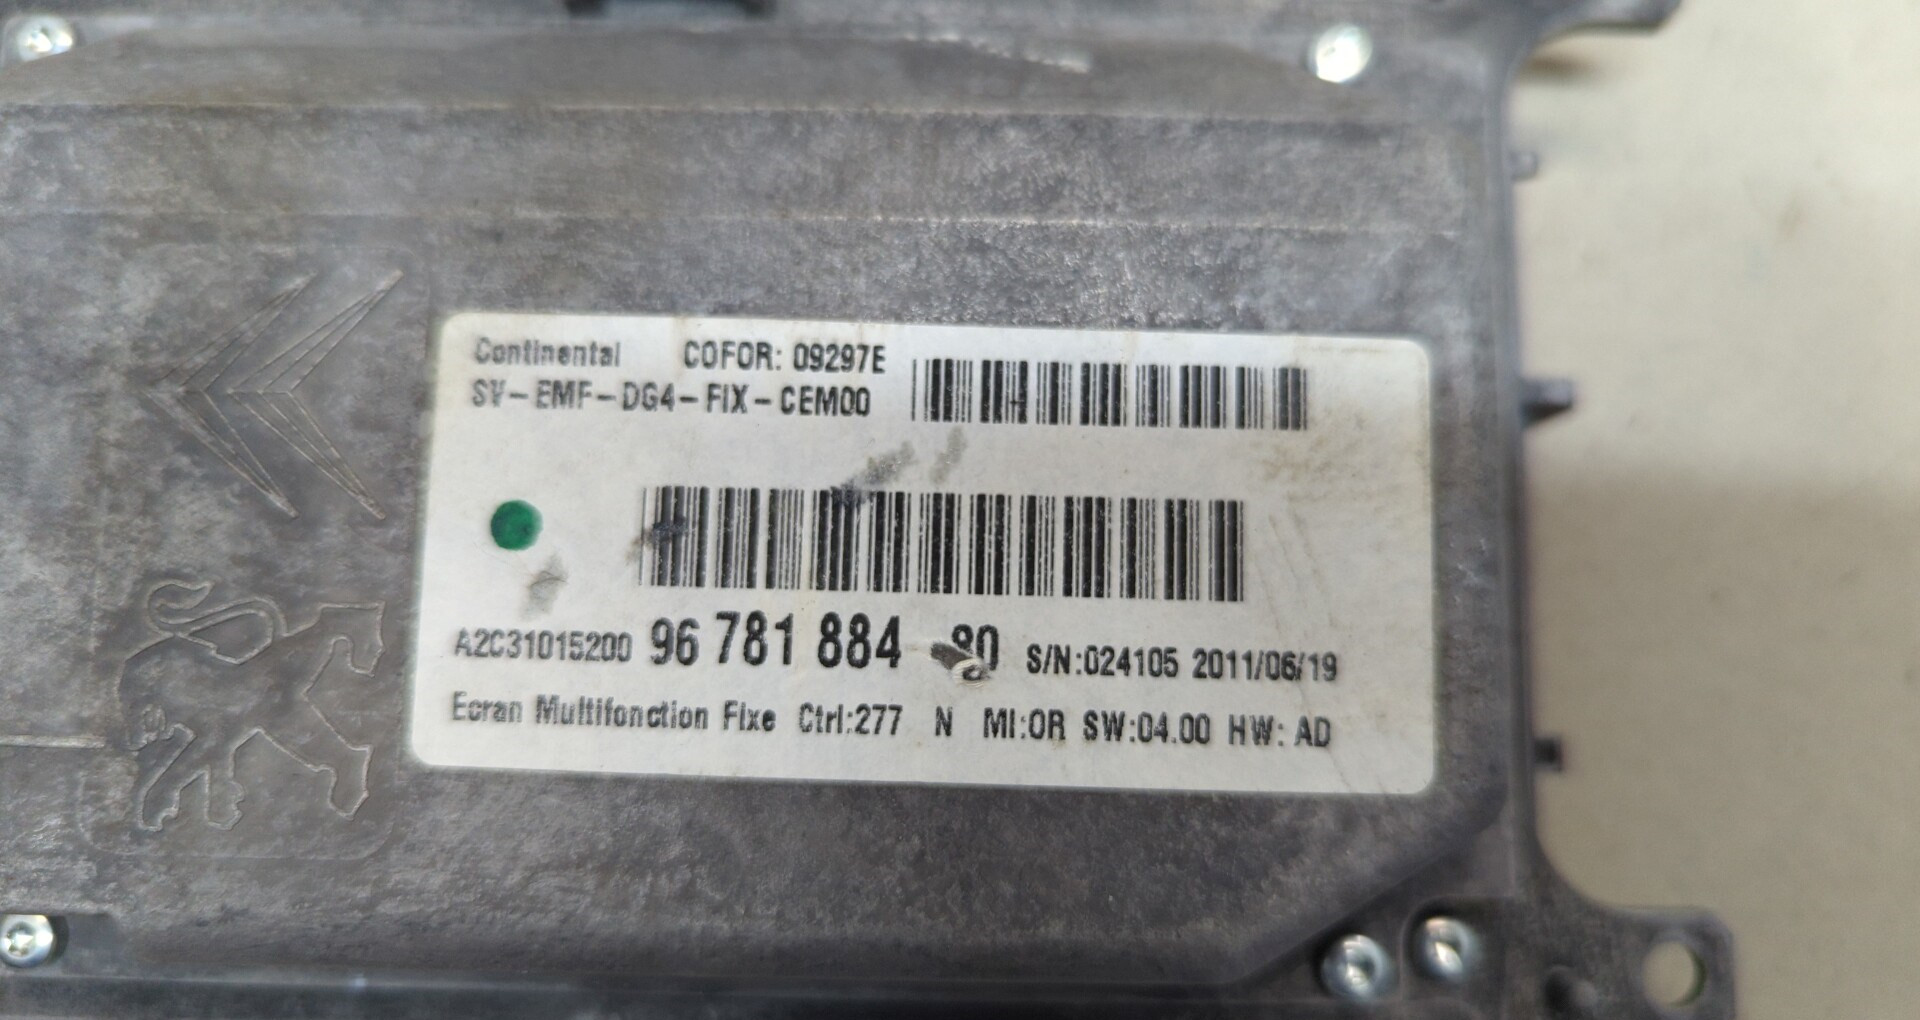 Continental COFOR: 09297E
SV-EMF-DG4-FIX-CEM00
A2C31015200 96 781 884 80 S/N:024105 2011/06/19
Ecran Multifonction Fixe Ctrl:277 N MI:OR SW:04.00 HW: AD